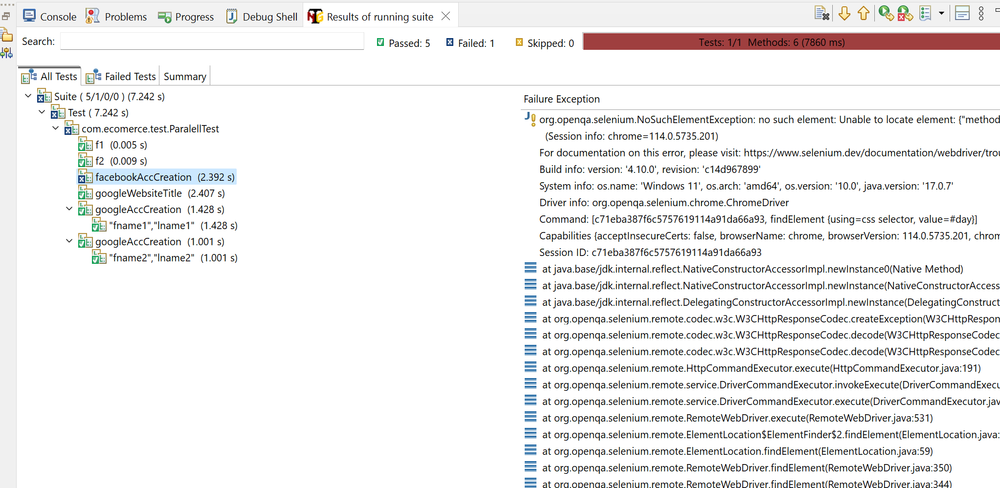 Console Problems Progress Debug Shell Results of running suite
Search: Passed: 5 Failed: 1 Skipped: 0 Tests: 1/1 Methods: 6 (7860 ms)
All Tests Failed Tests Summary
Suite ( 5/1/0/0 ) (7.242 s)
Test ( 7.242 s)
com.ecomerce.test.ParalellTest
f1 (0.005 s)
f2 (0.009 s)
facebookAccCreation (2.392 s)
googleWebsiteTitle (2.407 s)
googleAccCreation (1.428 s)
"fname1","lname1" (1.428 s)
googleAccCreation (1.001 s)
"fname2","lname2" (1.001 s)
Failure Exception
org.openqa.selenium.NoSuchElementException: no such element: Unable to locate element: {"method
(Session info: chrome=114.0.5735.201)
For documentation on this error, please visit: https://www.selenium.dev/documentation/webdriver/trou
Build info: version: '4.10.0', revision: 'c14d967899'
System info: os.name: 'Windows 11', os.arch: 'amd64', os.version: '10.0', java.version: '17.0.7'
Driver info: org.openqa.selenium.chrome.ChromeDriver
Command: [c71eba387f6c5757619114a91da66a93, findElement {using=css selector, value=#day}]
Capabilities {acceptInsecureCerts: false, browserName: chrome, browserVersion: 114.0.5735.201, chrom
Session ID: c71eba387f6c5757619114a91da66a93
at java.base/jdk.internal.reflect.NativeConstructorAccessorImpl.newInstance0(Native Method)
at java.base/jdk.internal.reflect.NativeConstructorAccessorImpl.newInstance(NativeConstructorAccess
at java.base/jdk.internal.reflect.DelegatingConstructorAccessorImpl.newInstance(DelegatingConstruct
at org.openqa.selenium.remote.codec.w3c.W3CHttpResponseCodec.createException(W3CHttpRespon
at org.openqa.selenium.remote.codec.w3c.W3CHttpResponseCodec.decode(W3CHttpResponseCodec
at org.openqa.selenium.remote.codec.w3c.W3CHttpResponseCodec.decode(W3CHttpResponseCodec
at org.openqa.selenium.remote.HttpCommandExecutor.execute(HttpCommandExecutor.java:191)
at org.openqa.selenium.remote.service.DriverCommandExecutor.invokeExecute(DriverCommandExecu
at org.openqa.selenium.remote.service.DriverCommandExecutor.execute(DriverCommandExecutor.jav
at org.openqa.selenium.remote.RemoteWebDriver.execute(RemoteWebDriver.java:531)
at org.openqa.selenium.remote.ElementLocation$ElementFinder$2.findElement(ElementLocation.java:
at org.openqa.selenium.remote.ElementLocation.findElement(ElementLocation.java:59)
at org.openqa.selenium.remote.RemoteWebDriver.findElement(RemoteWebDriver.java:350)
at org.openqa.selenium.remote.RemoteWebDriver.findElement(RemoteWebDriver.java:344)